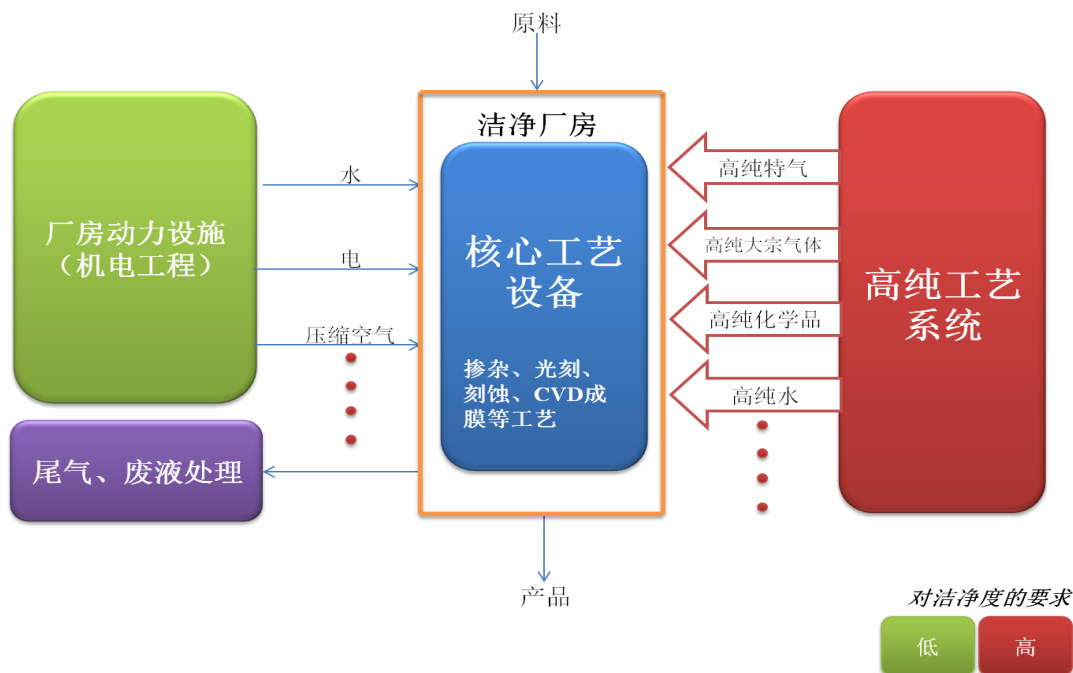 原料
洁净厂房
厂房动力设施
（机电工程）
水
电
压缩空气
核心工艺
设备
掺杂、光刻、
刻蚀、CVD成
膜等工艺
高纯特气
高纯大宗气体
高纯化学品
高纯水
高纯工艺
系统
尾气、废液处理
产品
对洁净度的要求
低
高